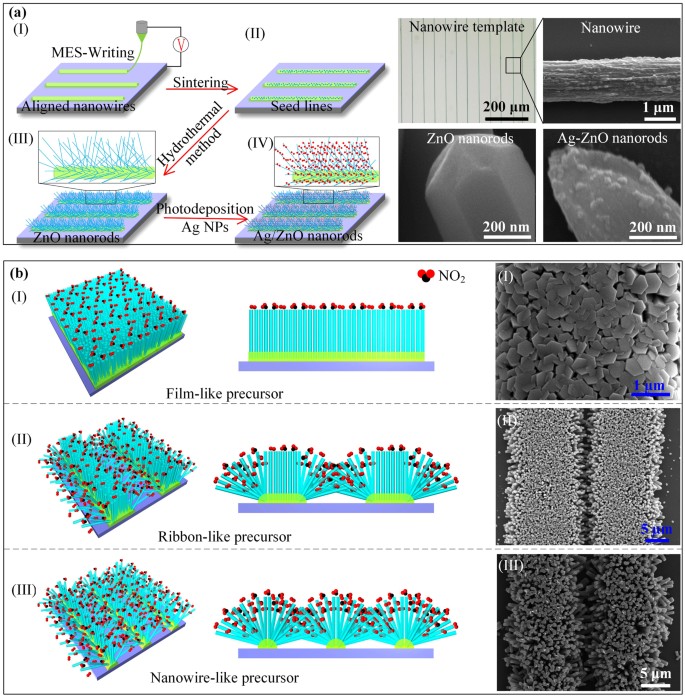 (a)
(I)
MES-Writing
V
Aligned nanowires
Sintering
(II)
Seed lines
Hydrothermal
method
(III)
ZnO nanorods
Photodeposition
Ag NPs
(IV)
Ag/ZnO nanorods
Nanowire template
200 µm
Nanowire
1 µm
ZnO nanorods
200 nm
Ag-ZnO nanorods
200 nm
(b)
(I)
NO₂
Film-like precursor
(I)
1 µm
(II)
Ribbon-like precursor
(II)
5 µm
(III)
Nanowire-like precursor
(III)
5 µm